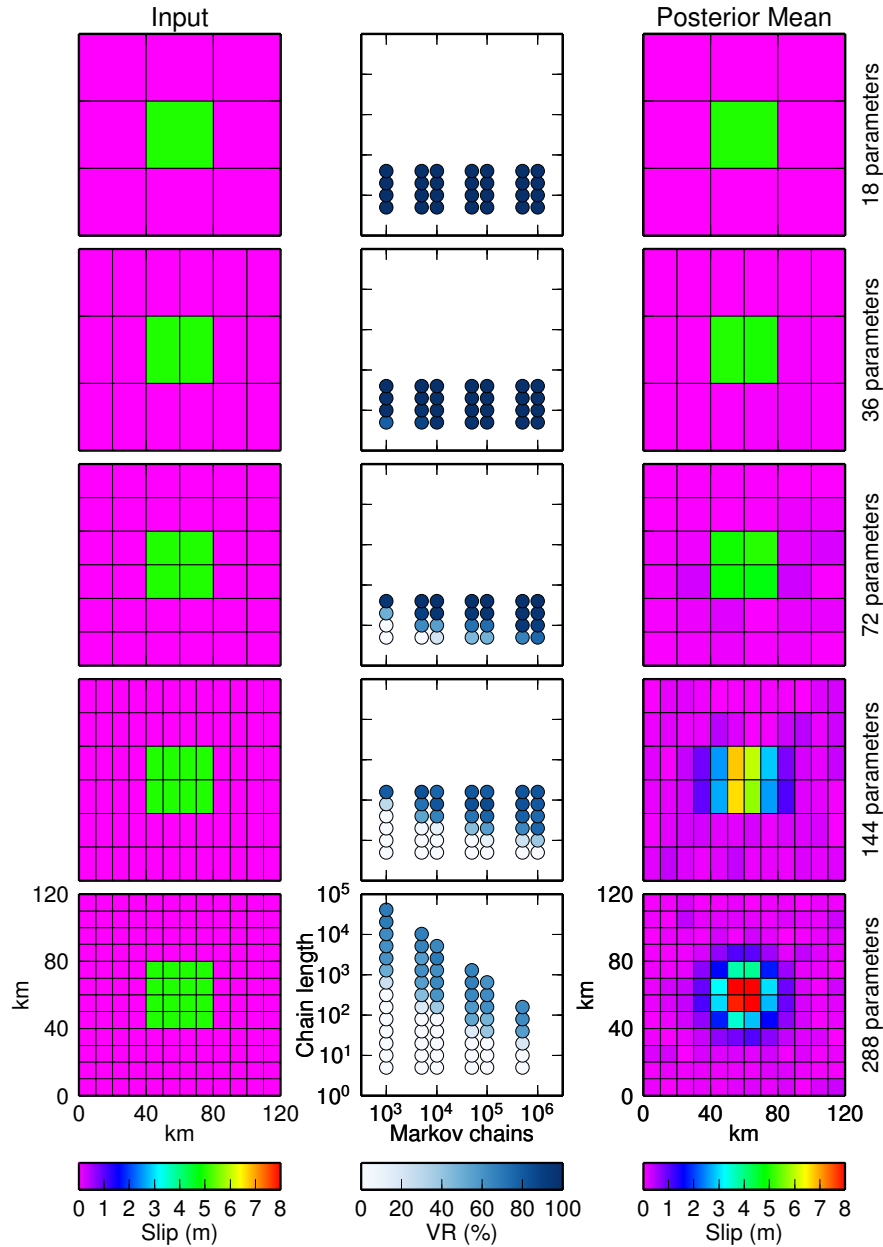 Input
Posterior Mean
18 parameters
36 parameters
72 parameters
144 parameters
288 parameters
120
80
40
0
km
0 40 80 120
km
10^5
10^4
10^3
10^2
10^1
10^0
Chain length
10^3 10^4 10^5 10^6
Markov chains
120
80
40
0
km
0 40 80 120
km
0 1 2 3 4 5 6 7 8
Slip (m)
0 20 40 60 80 100
VR (%)
0 1 2 3 4 5 6 7 8
Slip (m)